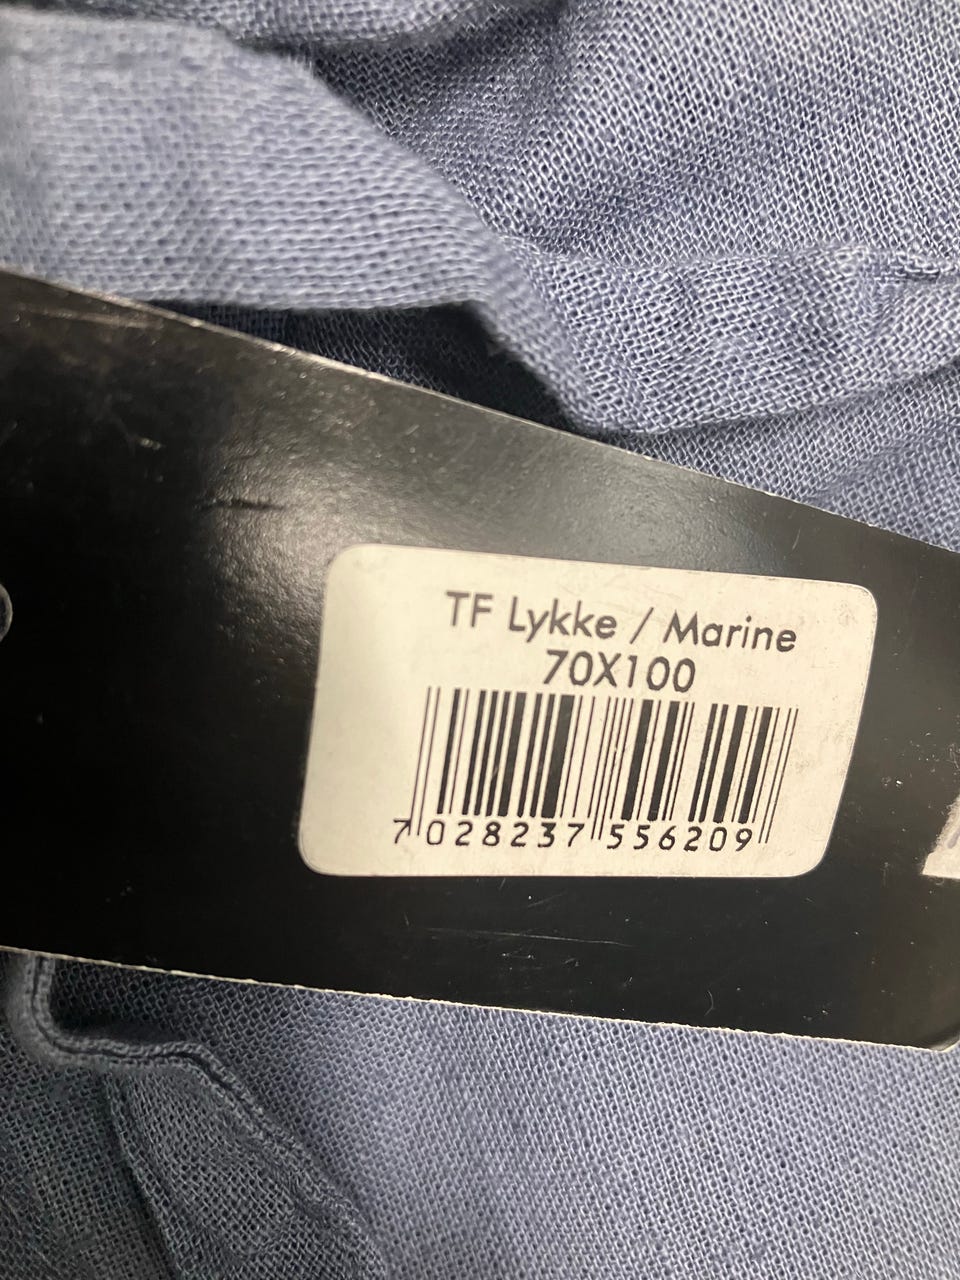 TF Lykke / Marine
70X100
7 028237 556209